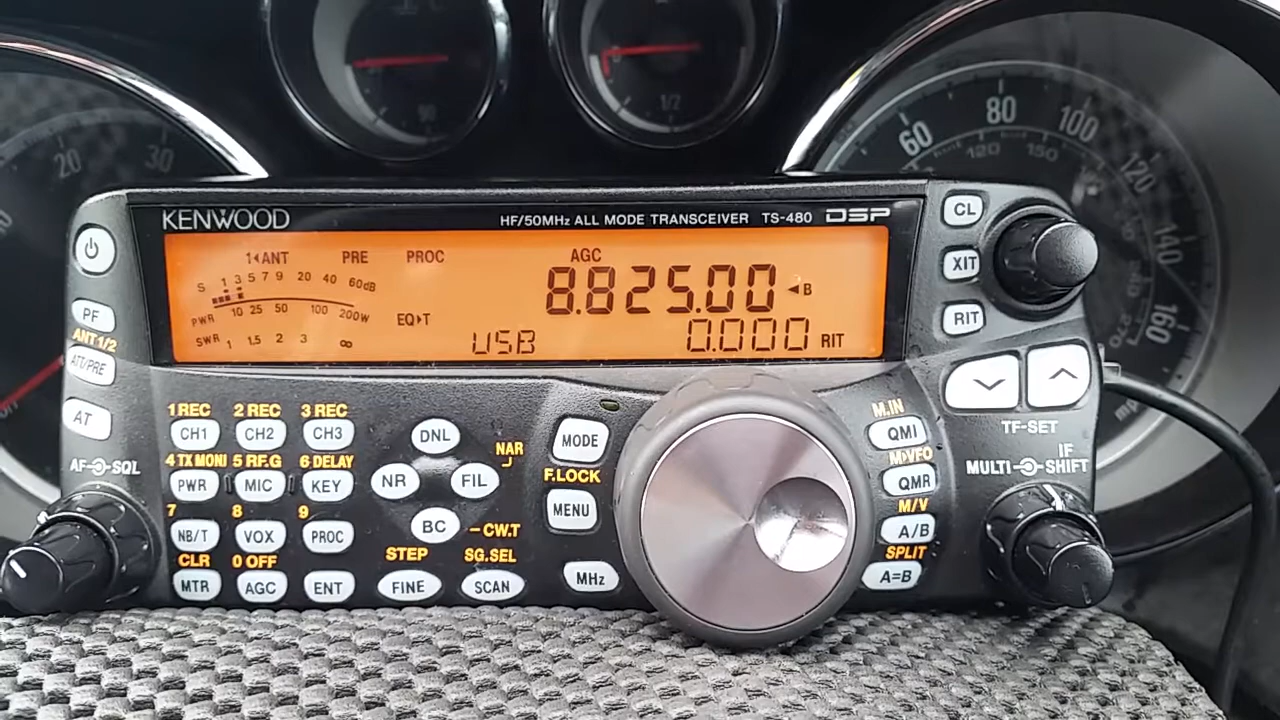 1/2
20 30
60 80 100 120 140 160
120 150
KENWOOD HF/50MHz ALL MODE TRANSCEIVER TS-480 DSP
1◂ANT PRE PROC AGC
S 1 3 5 7 9 20 40 60dB
8.825.00 ◂B
PWR 10 25 50 100 200W
EQ▸T
SWR 1 1.5 2 3 ∞
USB 0.000 RIT
CL
XIT
RIT
PF
ANT 1/2
ATT/PRE
AT
AF SQL
1 REC 2 REC 3 REC
CH1 CH2 CH3
4 TX MONI 5 RF.G 6 DELAY
PWR MIC KEY
7 8 9
NB/T VOX PROC
CLR 0 OFF
MTR AGC ENT
DNL
NAR
NR FIL
BC
CW.T
STEP SG.SEL
FINE SCAN
MODE
F.LOCK
MENU
MHz
M.IN
QMI
M▸VFO
QMR
M/V
A/B
SPLIT
A=B
TF-SET
MULTI IF SHIFT